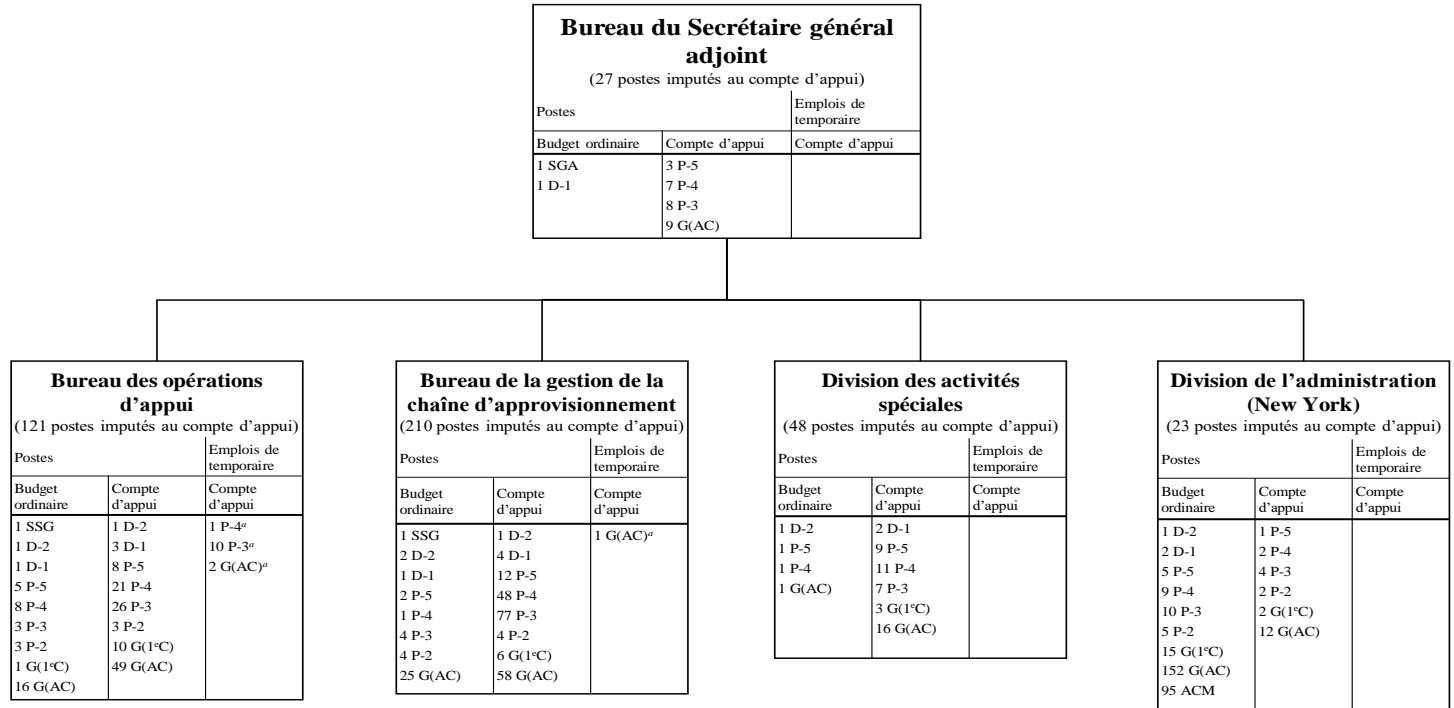 Bureau du Secrétaire général
adjoint
(27 postes imputés au compte d'appui)
Postes
Emplois de
temporaire
Budget ordinaire
Compte d'appui
Compte d'appui
1 SGA
1 D-1
3 P-5
7 P-4
8 P-3
9 G(AC)
Bureau des opérations
d'appui
(121 postes imputés au compte d'appui)
Postes
Emplois de
temporaire
Budget
ordinaire
Compte
d'appui
Compte
d'appui
1 SSG
1 D-2
1 D-1
5 P-5
8 P-4
3 P-3
3 P-2
1 G(1ᵉC)
16 G(AC)
1 D-2
3 D-1
8 P-5
21 P-4
26 P-3
3 P-2
10 G(1ᵉC)
49 G(AC)
1 P-4ᵃ
10 P-3ᵃ
2 G(AC)ᵃ
Bureau de la gestion de la
chaîne d'approvisionnement
(210 postes imputés au compte d'appui)
Postes
Emplois de
temporaire
Budget
ordinaire
Compte
d'appui
Compte
d'appui
1 SSG
2 D-2
1 D-1
2 P-5
1 P-4
4 P-3
4 P-2
25 G(AC)
1 D-2
4 D-1
12 P-5
48 P-4
77 P-3
4 P-2
6 G(1ᵉC)
58 G(AC)
1 G(AC)ᵃ
Division des activités
spéciales
(48 postes imputés au compte d'appui)
Postes
Emplois de
temporaire
Budget
ordinaire
Compte
d'appui
Compte
d'appui
1 D-2
1 P-5
1 P-4
1 G(AC)
2 D-1
9 P-5
11 P-4
7 P-3
3 G(1ᵉC)
16 G(AC)
Division de l'administration
(New York)
(23 postes imputés au compte d'appui)
Postes
Emplois de
temporaire
Budget
ordinaire
Compte
d'appui
Compte
d'appui
1 D-2
2 D-1
5 P-5
9 P-4
10 P-3
5 P-2
15 G(1ᵉC)
152 G(AC)
95 ACM
1 P-5
2 P-4
4 P-3
2 P-2
2 G(1ᵉC)
12 G(AC)